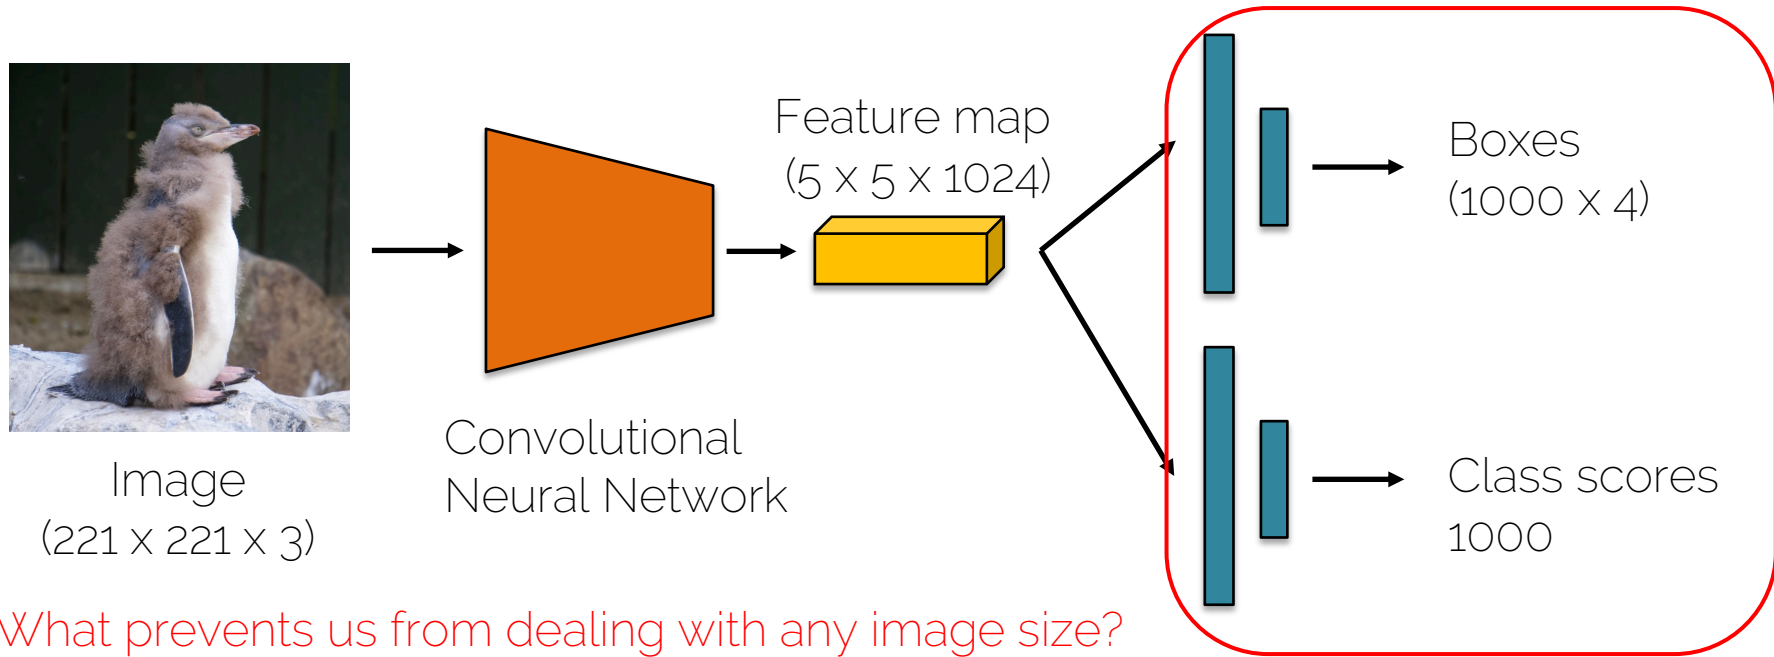 Feature map
(5 x 5 x 1024)
Boxes
(1000 x 4)
Convolutional
Neural Network
Image
(221 x 221 x 3)
Class scores
1000
What prevents us from dealing with any image size?